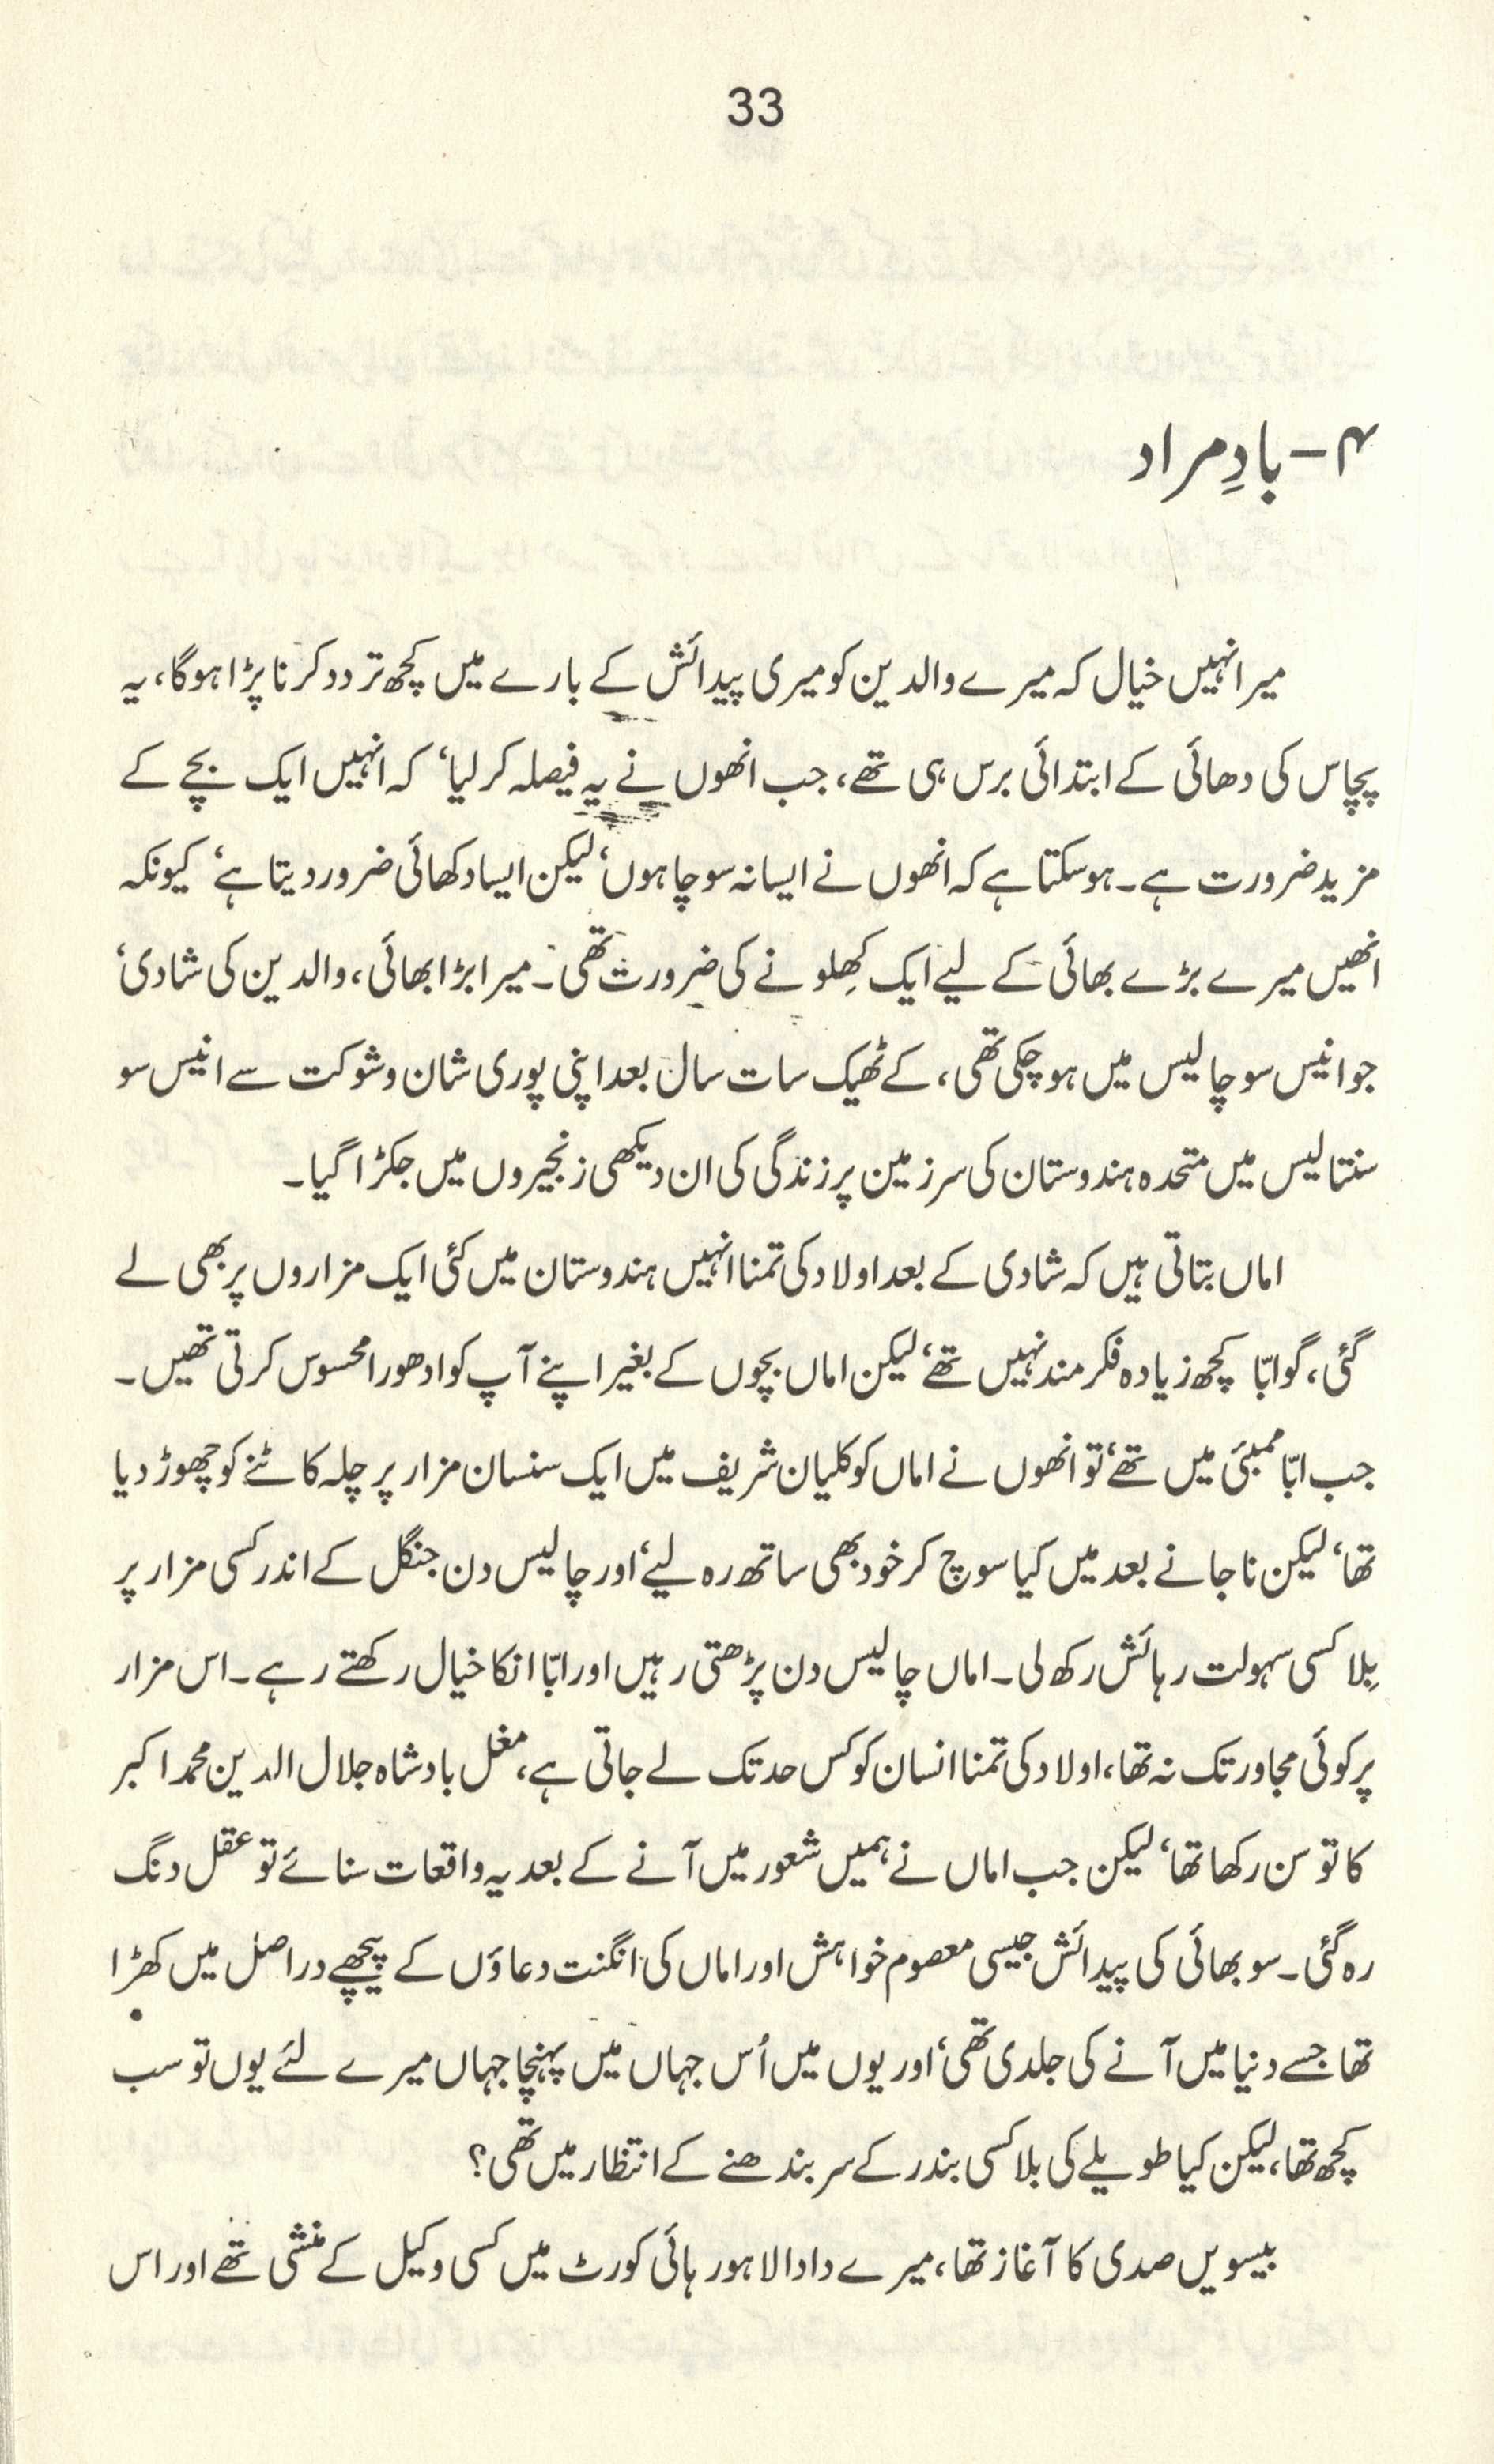 33
۴ – بادِ مراد
میرا نہیں خیال کہ میرے والدین کو میری پیدائش کے بارے میں کچھ تردد کرنا پڑا ہوگا، یہ
پچاس کی دھائی کے ابتدائی برس ہی تھے، جب انھوں نے یہ فیصلہ کر لیا‘ کہ انہیں ایک بچے کے
مزید ضرورت ہے۔ ہو سکتا ہے کہ انھوں نے ایسا نہ سوچا ہوں‘ لیکن ایسا دکھائی ضرور دیتا ہے‘ کیونکہ
انھیں میرے بڑے بھائی کے لیے ایک کھِلونے کی ضرورت تھی۔ میرا بڑا بھائی، والدین کی شادی‘
جو انیس سو چالیس میں ہو چکی تھی، کے ٹھیک سات سال بعد اپنی پوری شان و شوکت سے انیس سو
سنتالیس میں متحدہ ہندوستان کی سرزمین پر زندگی کی ان دیکھی زنجیروں میں جکڑا گیا۔
اماں بتاتی ہیں کہ شادی کے بعد اولاد کی تمنا انہیں ہندوستان میں کئی ایک مزاروں پر بھی لے
گئی، گو ابّا کچھ زیادہ فکر مند نہیں تھے‘ لیکن اماں بچوں کے بغیر اپنے آپ کو ادھورا محسوس کرتی تھیں۔
جب ابّا ممبئی میں تھے‘ تو انھوں نے اماں کو کلیان شریف میں ایک سنسان مزار پر چلہ کاٹنے کو چھوڑ دیا
تھا‘ لیکن نا جانے بعد میں کیا سوچ کر خود بھی ساتھ رہ لیے‘ اور چالیس دن جنگل کے اندر کسی مزار پر
بِلا کسی سہولت رہائش رکھ لی۔ اماں چالیس دن پڑھتی رہیں اور ابّا انکا خیال رکھتے رہے۔ اس مزار
پر کوئی مجاور تک نہ تھا، اولاد کی تمنا انسان کو کس حد تک لے جاتی ہے، مغل بادشاہ جلال الدین محمد اکبر
کا تو سن رکھا تھا‘ لیکن جب اماں نے ہمیں شعور میں آنے کے بعد یہ واقعات سنائے تو عقل دنگ
رہ گئی۔ سو بھائی کی پیدائش جیسی معصوم خواہش اور اماں کی انگنت دعاؤں کے پیچھے دراصل میں کھڑا
تھا جسے دنیا میں آنے کی جلدی تھی‘ اور یوں میں اُس جہاں میں پہنچا جہاں میرے لئے یوں تو سب
کچھ تھا، لیکن کیا طویلے کی بلا کسی بندر کے سر بندھنے کے انتظار میں تھی؟
بیسویں صدی کا آغاز تھا، میرے دادا لاہور ہائی کورٹ میں کسی وکیل کے منشی تھے اور اس